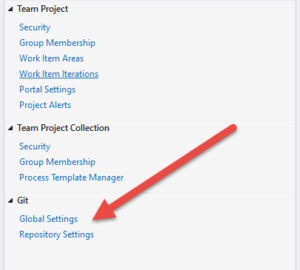 Team Project
Security
Group Membership
Work Item Areas
Work Item Iterations
Portal Settings
Project Alerts
Team Project Collection
Security
Group Membership
Process Template Manager
Git
Global Settings
Repository Settings